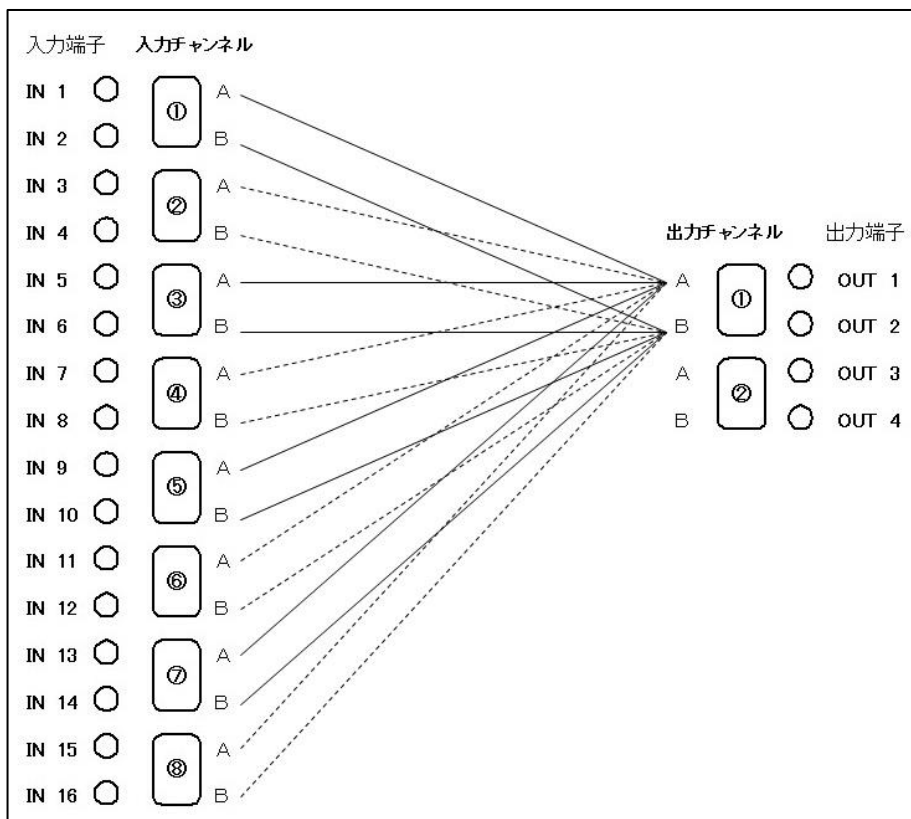 入力端子 入力チャンネル
IN 1 ① A
IN 2 B
IN 3 ② A
IN 4 B
出力チャンネル 出力端子
IN 5 ③ A
A ① OUT 1
IN 6 B
B OUT 2
IN 7 ④ A
A ② OUT 3
IN 8 B
B OUT 4
IN 9 ⑤ A
IN 10 B
IN 11 ⑥ A
IN 12 B
IN 13 ⑦ A
IN 14 B
IN 15 ⑧ A
IN 16 B